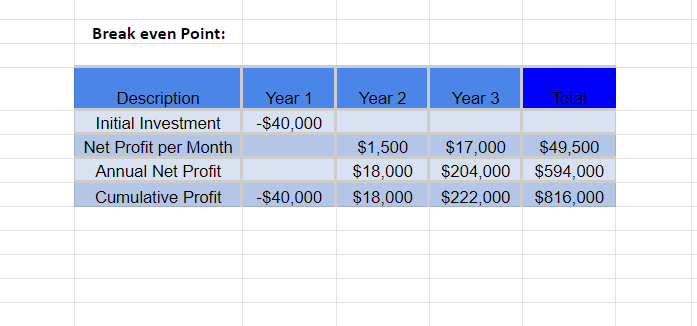 Break even Point:
Description Year 1 Year 2 Year 3 Total
Initial Investment -$40,000
Net Profit per Month $1,500 $17,000 $49,500
Annual Net Profit $18,000 $204,000 $594,000
Cumulative Profit -$40,000 $18,000 $222,000 $816,000